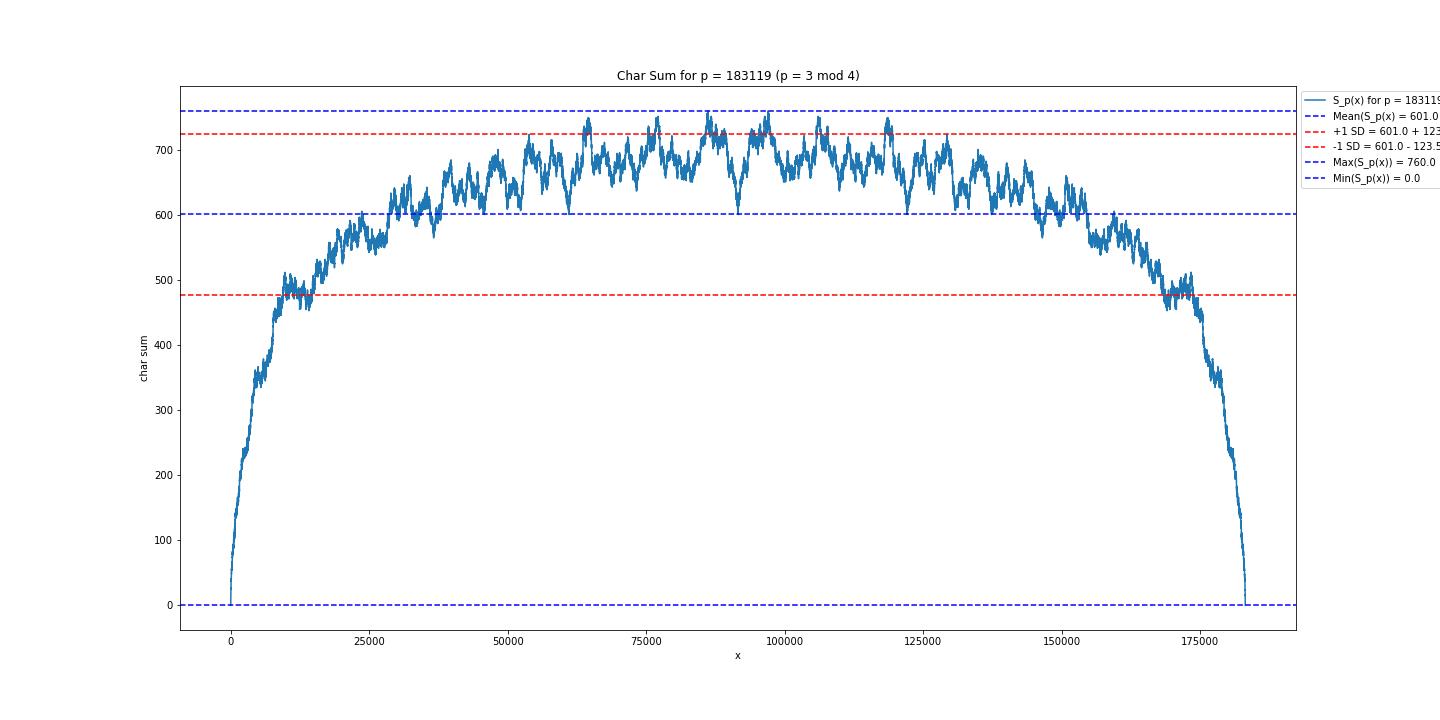 Char Sum for p = 183119 (p = 3 mod 4)
S_p(x) for p = 183119
Mean(S_p(x) = 601.0
+1 SD = 601.0 + 123
-1 SD = 601.0 - 123.5
Max(S_p(x)) = 760.0
Min(S_p(x)) = 0.0
char sum
700
600
500
400
300
200
100
0
0 25000 50000 75000 100000 125000 150000 175000
x